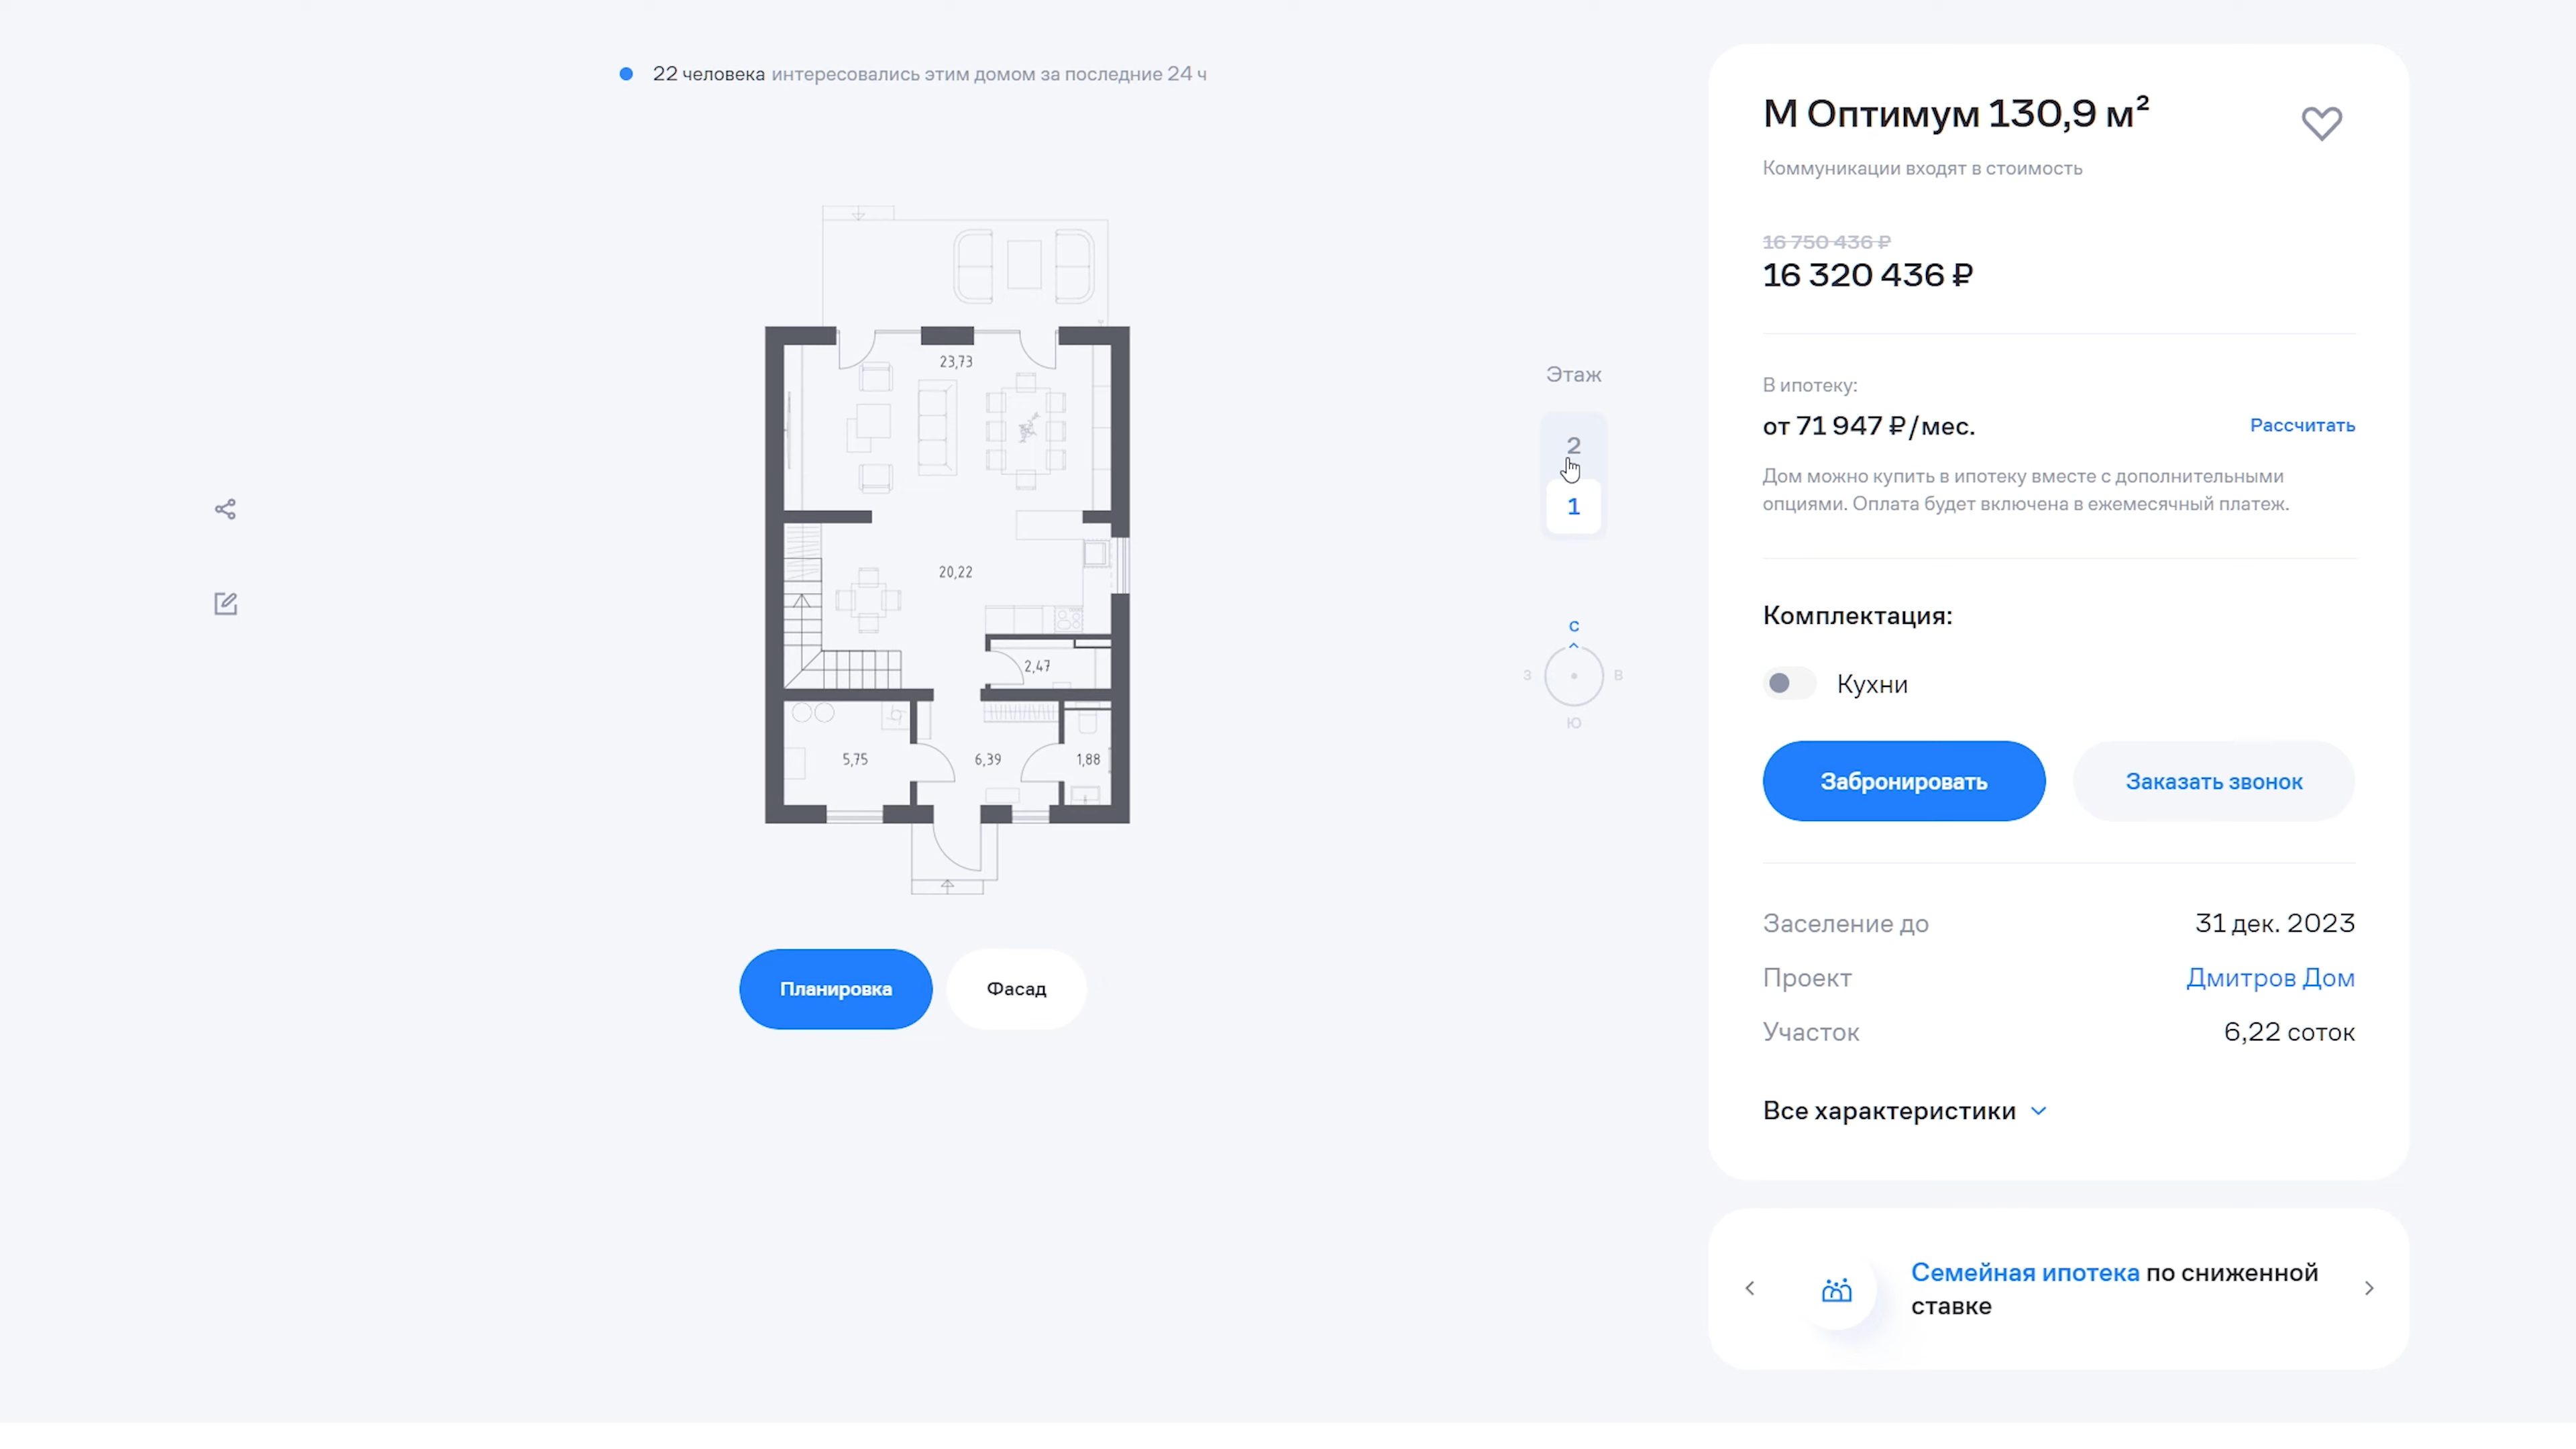 22 человека интересовались этим домом за последние 24 ч
23,73
20,22
2,47
5,75
6,39
1,88
Планировка
Фасад
Этаж
2
1
С
З
В
Ю
М Оптимум 130,9 м²
Коммуникации входят в стоимость
16 750 436 ₽
16 320 436 ₽
В ипотеку:
от 71 947 ₽/мес.
Рассчитать
Дом можно купить в ипотеку вместе с дополнительными
опциями. Оплата будет включена в ежемесячный платеж.
Комплектация:
Кухни
Забронировать
Заказать звонок
Заселение до 31 дек. 2023
Проект Дмитров Дом
Участок 6,22 соток
Все характеристики
Семейная ипотека по сниженной
ставке